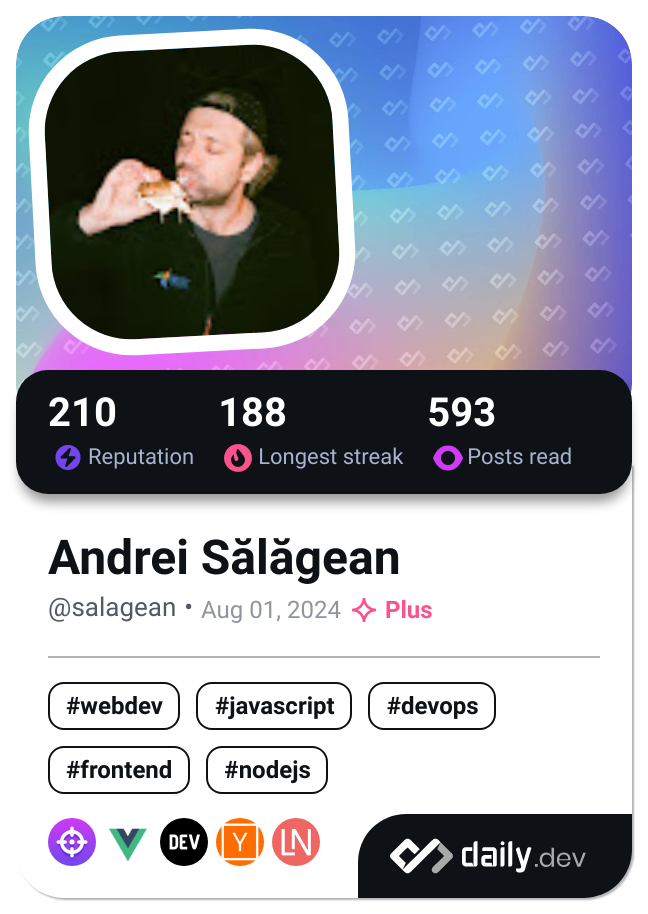 210 188 593
Reputation Longest streak Posts read
Andrei Sălăgean
@salagean • Aug 01, 2024 Plus
#webdev #javascript #devops
#frontend #nodejs
DEV Y LN
daily.dev